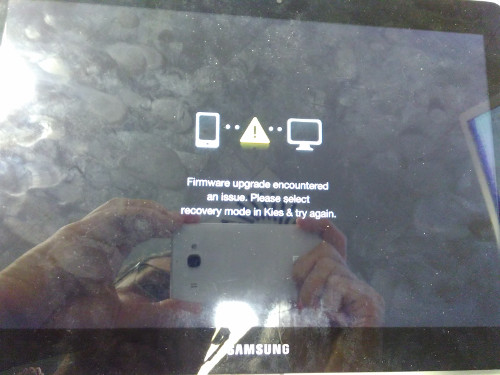 Firmware upgrade encountered
an issue. Please select
recovery mode in Kies & try again.
SAMSUNG